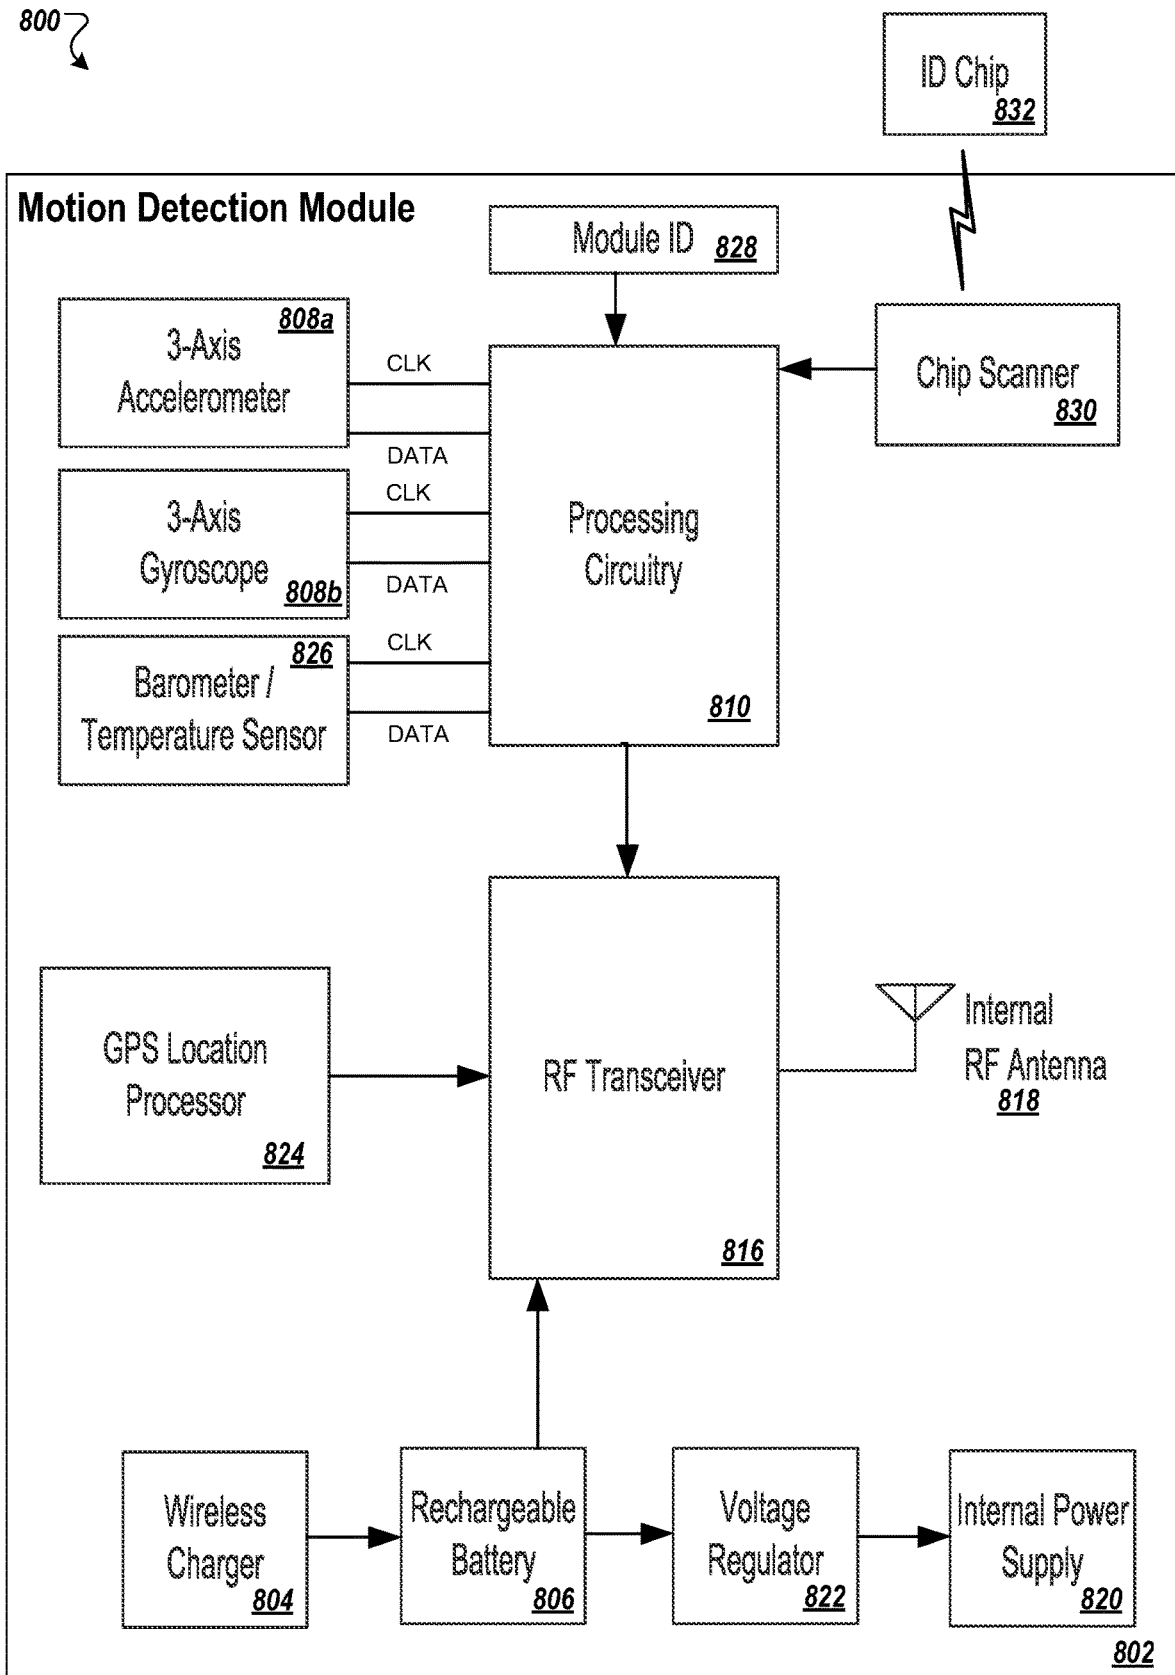 800
ID Chip
832
Motion Detection Module
Module ID
828
808a
3-Axis
Accelerometer
CLK
DATA
Chip Scanner
830
3-Axis
Gyroscope
808b
CLK
DATA
Processing
Circuitry
810
826
Barometer /
Temperature Sensor
CLK
DATA
GPS Location
Processor
824
RF Transceiver
816
Internal
RF Antenna
818
Wireless
Charger
804
Rechargeable
Battery
806
Voltage
Regulator
822
Internal Power
Supply
820
802